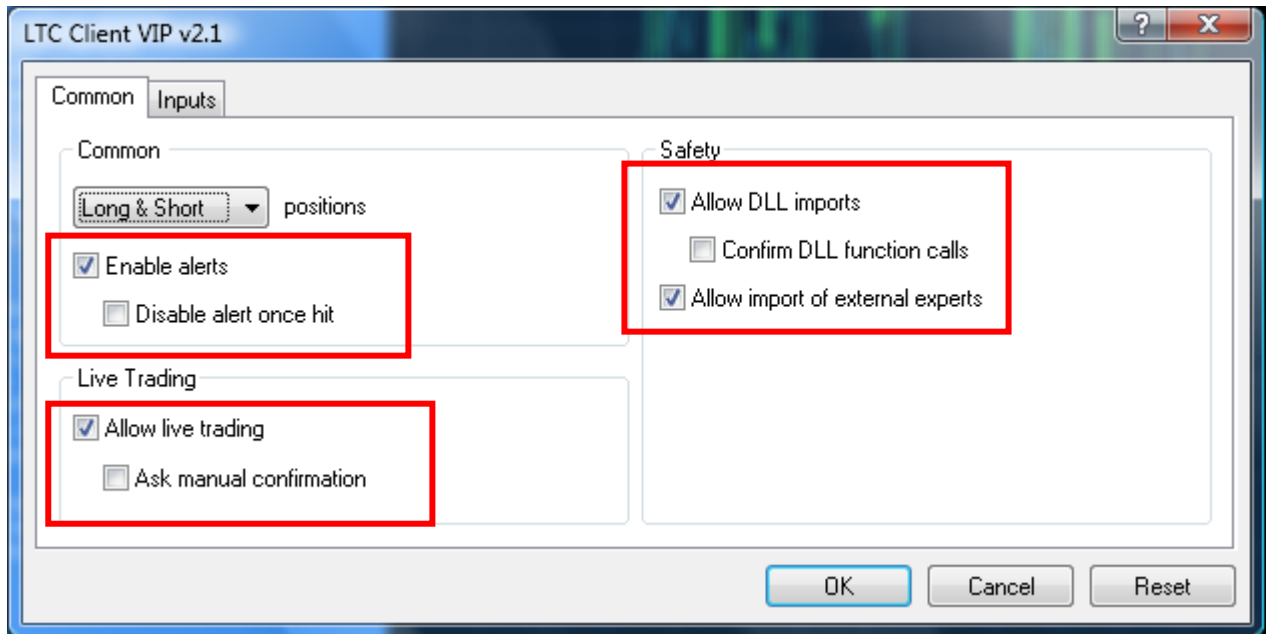 LTC Client VIP v2.1
?
X
Common
Inputs
Common
Long & Short
positions
Enable alerts
Disable alert once hit
Live Trading
Allow live trading
Ask manual confirmation
Safety
Allow DLL imports
Confirm DLL function calls
Allow import of external experts
OK
Cancel
Reset